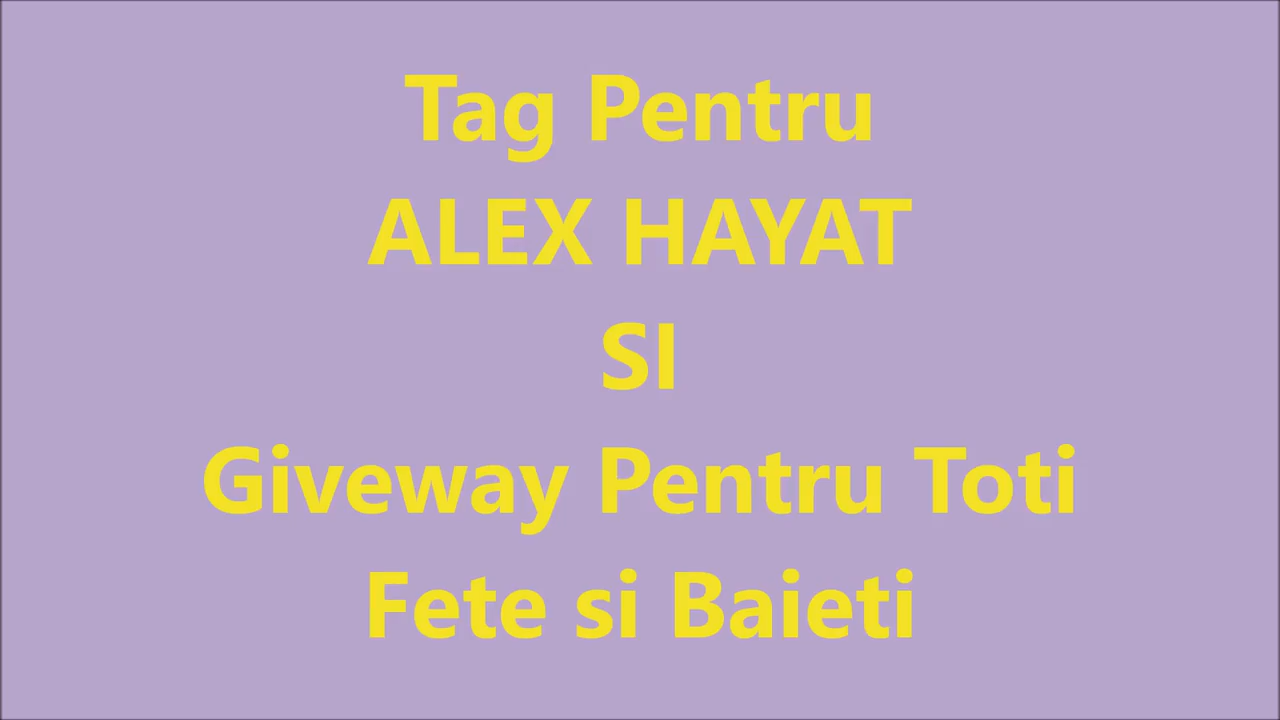 Tag Pentru
ALEX HAYAT
SI
Giveway Pentru Toti
Fete si Baieti